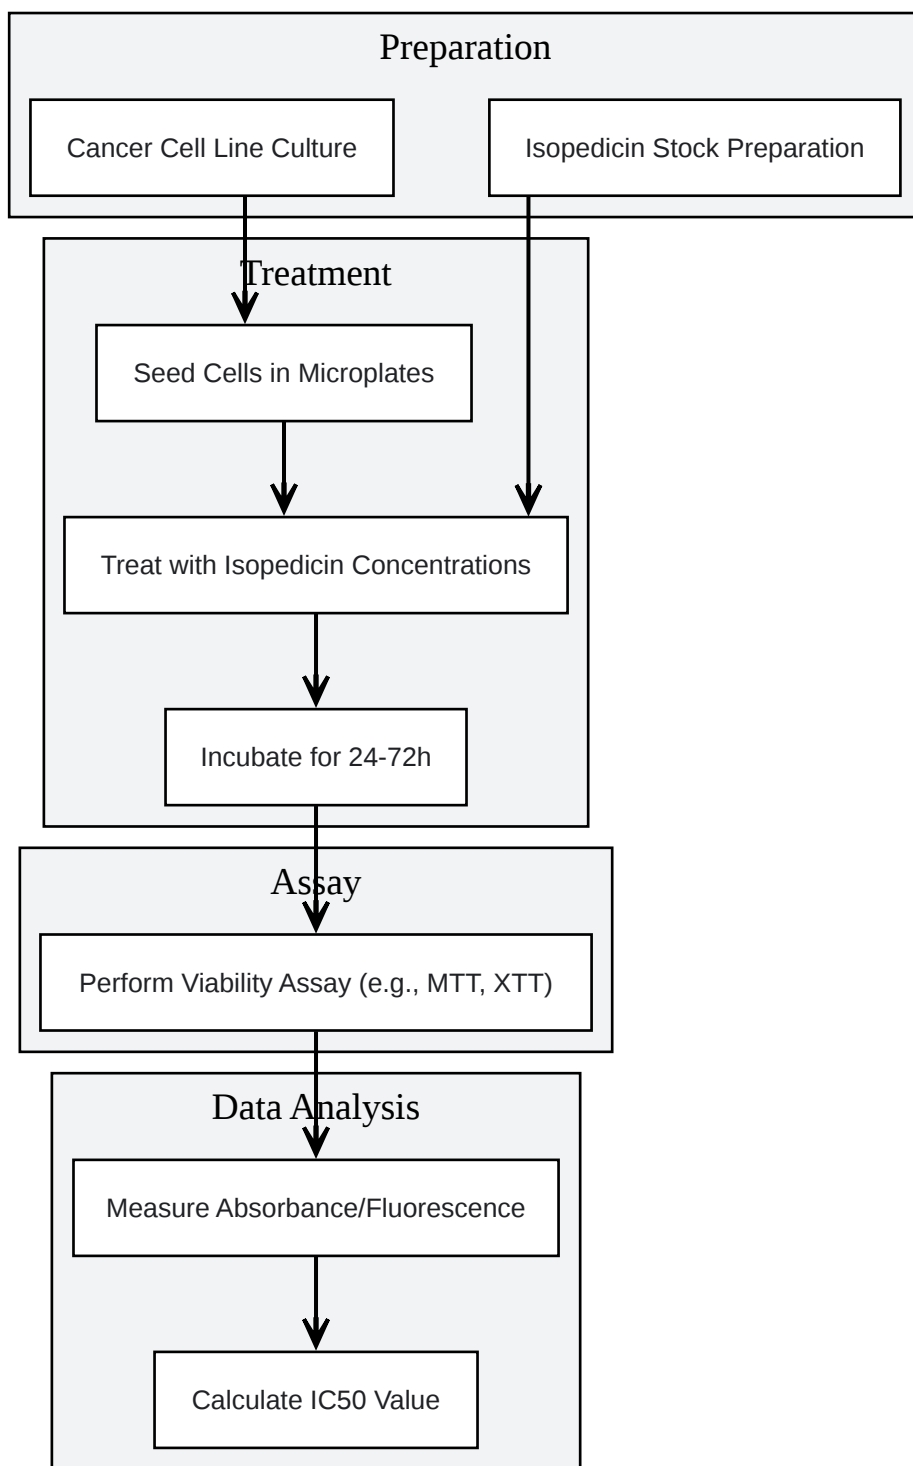 Preparation
Cancer Cell Line Culture
Isopedicin Stock Preparation
Treatment
Seed Cells in Microplates
Treat with Isopedicin Concentrations
Incubate for 24-72h
Assay
Perform Viability Assay (e.g., MTT, XTT)
Data Analysis
Measure Absorbance/Fluorescence
Calculate IC50 Value